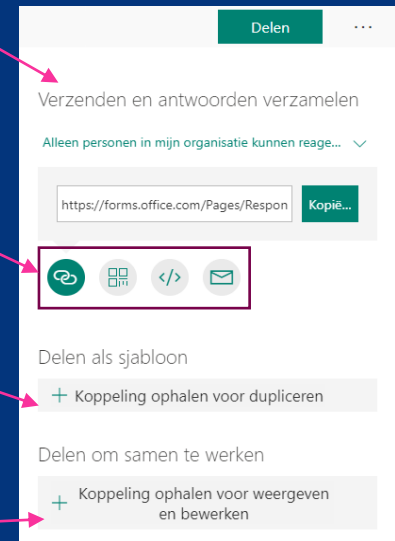 Delen ...
Verzenden en antwoorden verzamelen
Alleen personen in mijn organisatie kunnen reage...
https://forms.office.com/Pages/Respon Kopië...
</>
Delen als sjabloon
+ Koppeling ophalen voor dupliceren
Delen om samen te werken
+ Koppeling ophalen voor weergeven
en bewerken